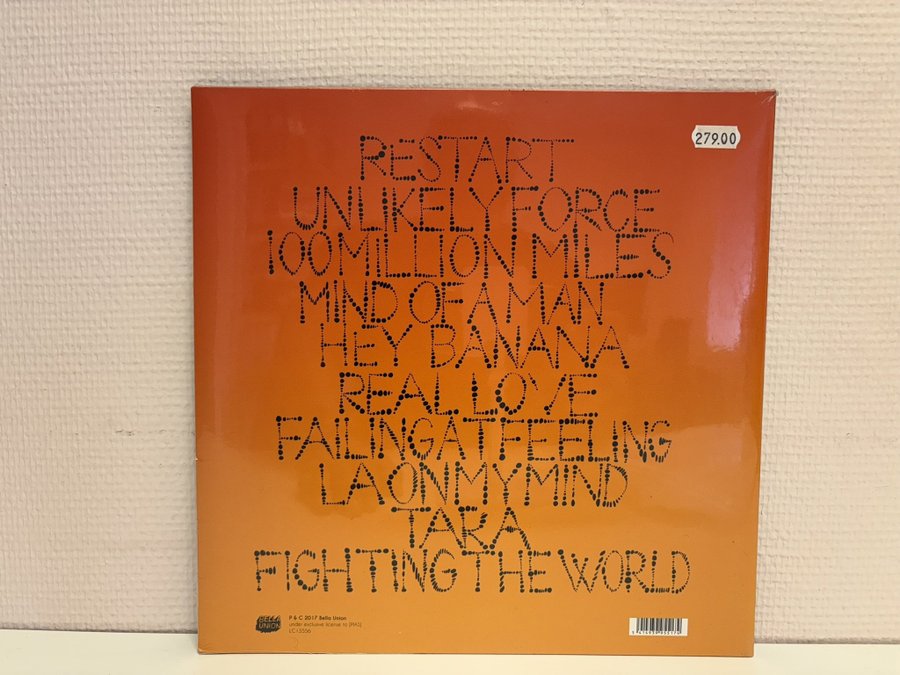 279.00
RESTART
UNLIKELY FORCE
100 MILLION MILES
MIND OF A MAN
HEY BANANA
REAL LOVE
FAILING AT FEELING
LA ON MY MIND
TARA
FIGHTING THE WORLD
BELLA
UNION
P & C 2017 Bella Union
under exclusive license to [PIAS]
LC-15556